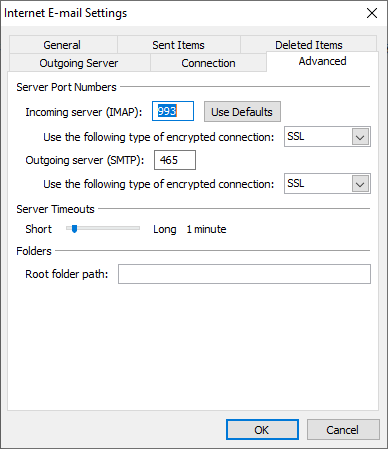 Internet E-mail Settings
General Sent Items Deleted Items
Outgoing Server Connection Advanced
Server Port Numbers
Incoming server (IMAP): 993 Use Defaults
Use the following type of encrypted connection: SSL
Outgoing server (SMTP): 465
Use the following type of encrypted connection: SSL
Server Timeouts
Short Long 1 minute
Folders
Root folder path:
OK Cancel